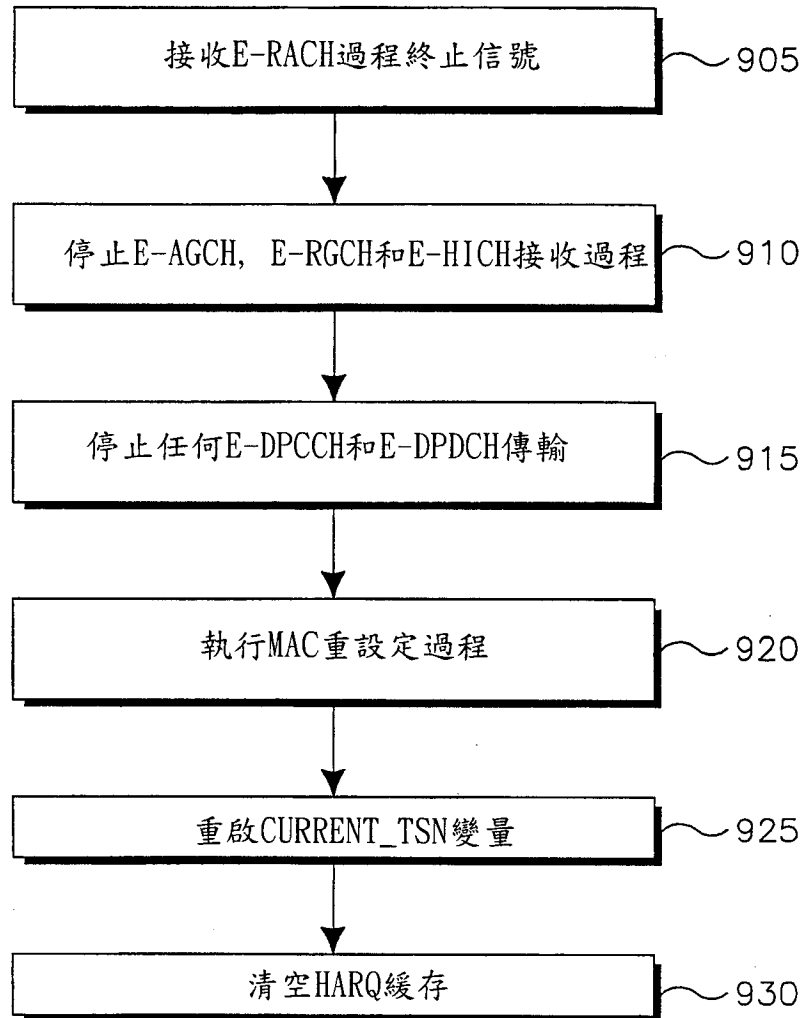 接收E-RACH過程終止信號
905
停止E-AGCH, E-RGCH和E-HICH接收過程
910
停止任何E-DPCCH和E-DPDCH傳輸
915
執行MAC重設定過程
920
重啟CURRENT_TSN變量
925
清空HARQ緩存
930